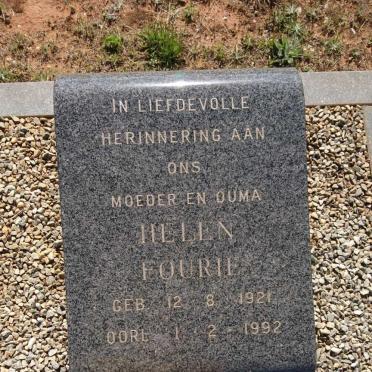 IN LIEFDEVOLLE
HERINNERING AAN
ONS
MOEDER EN OUMA
HELEN
FOURIE
GEB 12 8 1921
OORL 1 2 - 1992